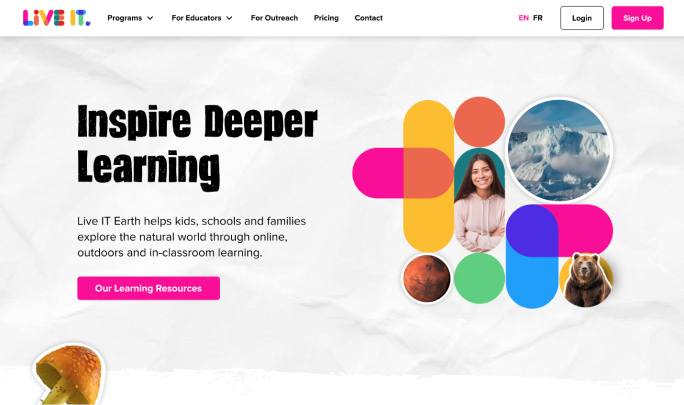 LIVE IT.
Programs
For Educators
For Outreach
Pricing
Contact
EN FR
Login
Sign Up
Inspire Deeper
Learning
Live IT Earth helps kids, schools and families
explore the natural world through online,
outdoors and in-classroom learning.
Our Learning Resources